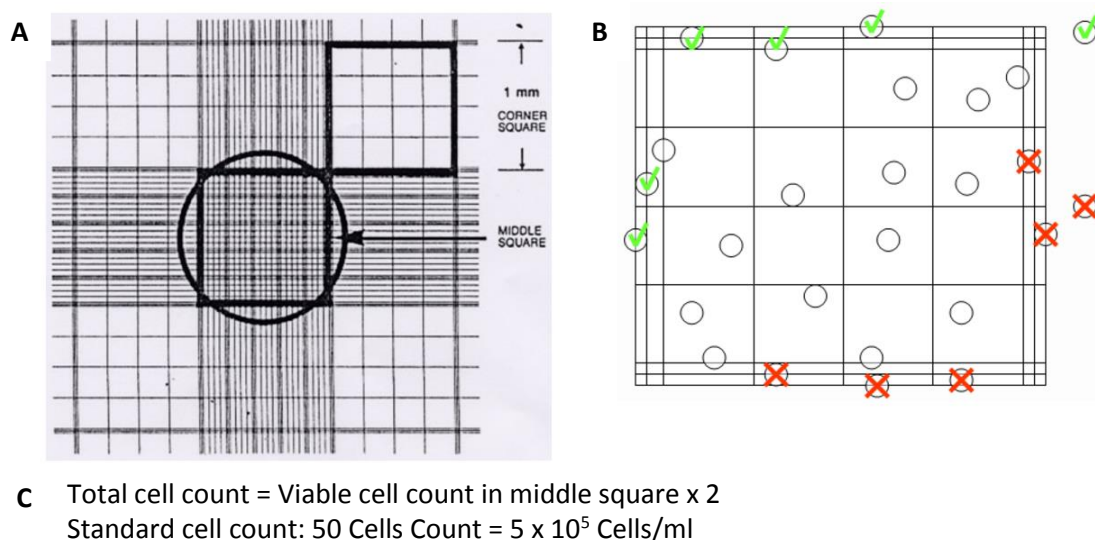 A
1 mm
CORNER
SQUARE
MIDDLE
SQUARE
B
C
Total cell count = Viable cell count in middle square x 2
Standard cell count: 50 Cells Count = 5 x 10⁵ Cells/ml